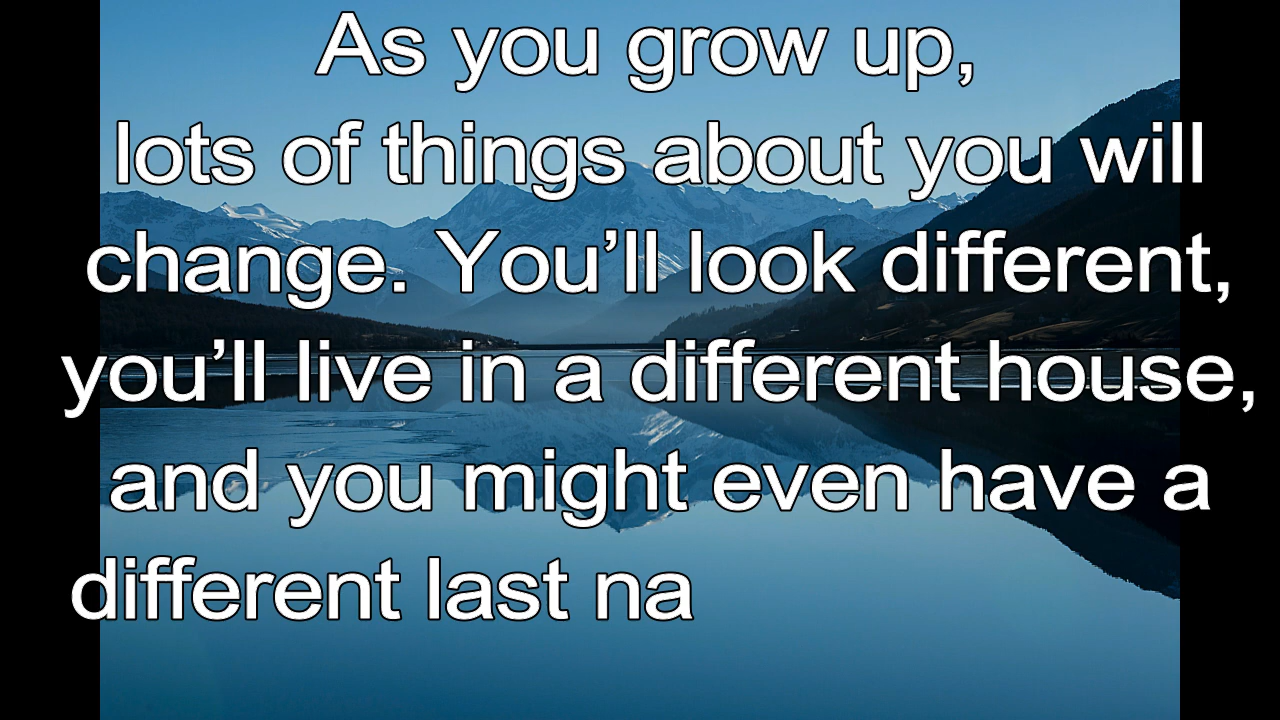 As you grow up,
lots of things about you will
change. You’ll look different,
you’ll live in a different house,
and you might even have a
different last na